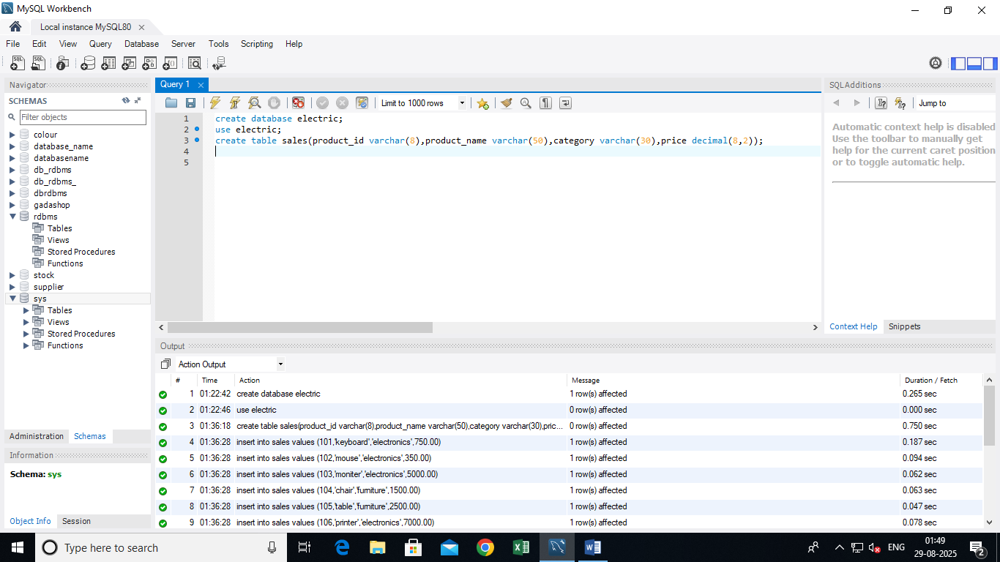 MySQL Workbench
Local instance MySQL80
File Edit View Query Database Server Tools Scripting Help
Navigator
SCHEMAS
Filter objects
colour
database_name
databasename
db_rdbms
db_rdbms_
dbrdbms
gadashop
rdbms
Tables
Views
Stored Procedures
Functions
stock
supplier
sys
Tables
Views
Stored Procedures
Functions
Administration Schemas
Information
Schema: sys
Object Info Session
Query 1
Limit to 1000 rows
1 create database electric;
2 use electric;
3 create table sales(product_id varchar(8),product_name varchar(50),category varchar(30),price decimal(8,2));
4
5
SQLAdditions
Jump to
Automatic context help is disabled
Use the toolbar to manually get
help for the current caret position
or to toggle automatic help.
Context Help Snippets
Output
Action Output
# Time Action Message Duration / Fetch
1 01:22:42 create database electric 1 row(s) affected 0.265 sec
2 01:22:46 use electric 0 row(s) affected 0.000 sec
3 01:36:18 create table sales(product_id varchar(8),product_name varchar(50),category varchar(30),pric... 0 row(s) affected 0.750 sec
4 01:36:28 insert into sales values (101,'keyboard','electronics',750.00) 1 row(s) affected 0.187 sec
5 01:36:28 insert into sales values (102,'mouse','electronics',350.00) 1 row(s) affected 0.094 sec
6 01:36:28 insert into sales values (103,'moniter','electronics',5000.00) 1 row(s) affected 0.062 sec
7 01:36:28 insert into sales values (104,'chair','furniture',1500.00) 1 row(s) affected 0.063 sec
8 01:36:28 insert into sales values (105,'table','furniture',2500.00) 1 row(s) affected 0.047 sec
9 01:36:28 insert into sales values (106,'printer','electronics',7000.00) 1 row(s) affected 0.078 sec
Type here to search
ENG
01:49
29-08-2025
2